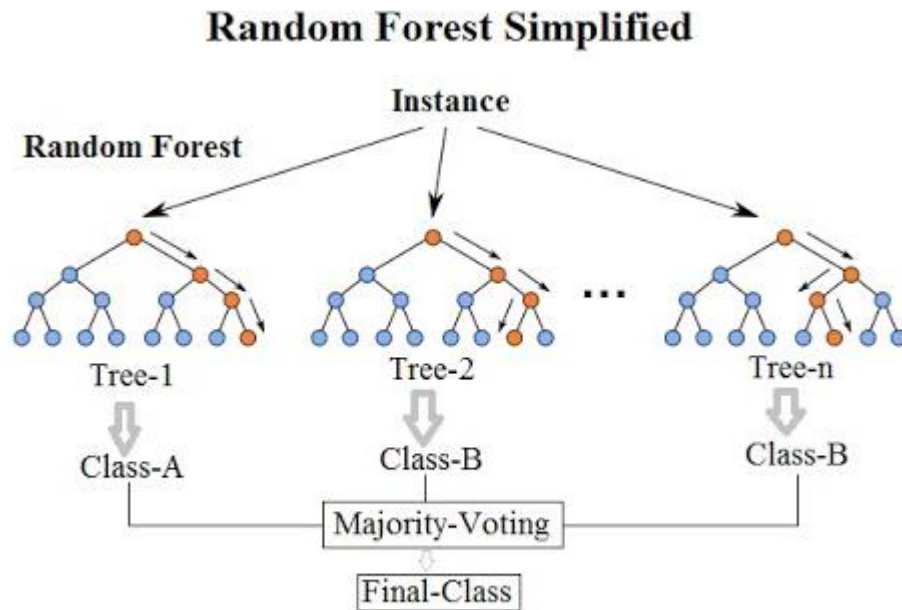 Random Forest Simplified
Instance
Random Forest
...
Tree-1
Tree-2
Tree-n
Class-A
Class-B
Class-B
Majority-Voting
Final-Class